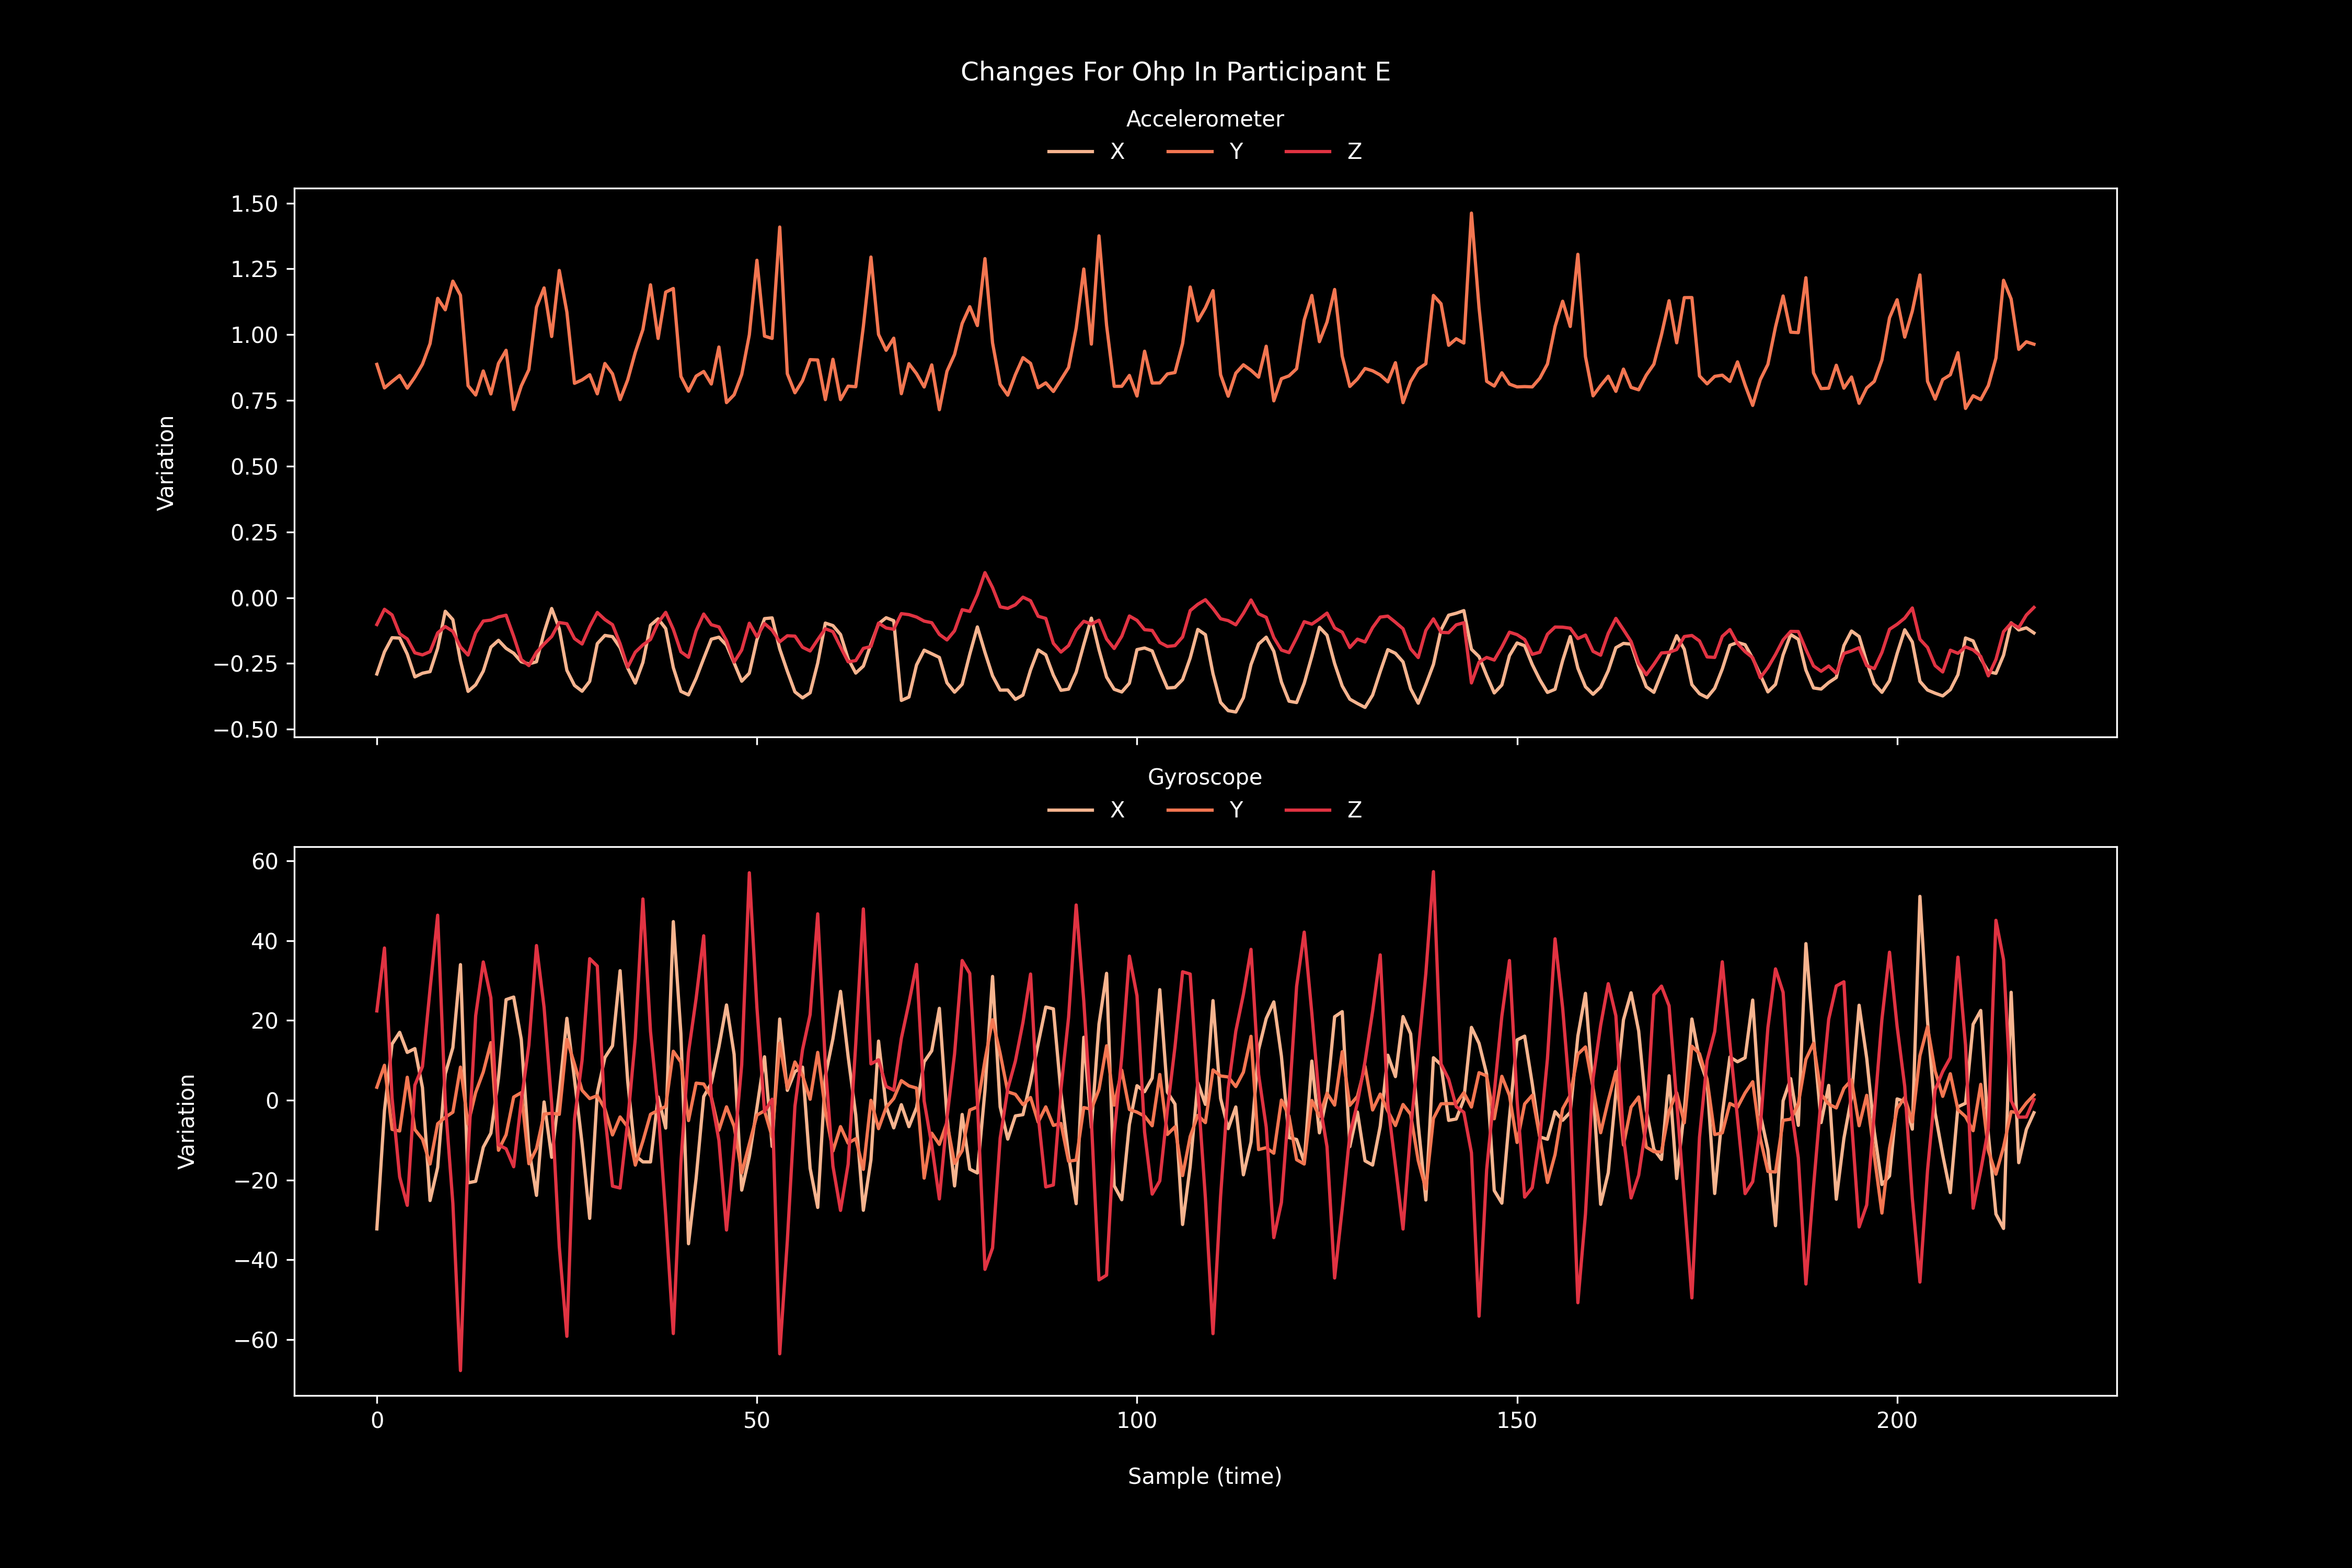 Changes For Ohp In Participant E
Accelerometer
X Y Z
1.50
1.25
1.00
0.75
0.50
0.25
0.00
−0.25
−0.50
Variation
Gyroscope
X Y Z
60
40
20
0
−20
−40
−60
Variation
0 50 100 150 200
Sample (time)